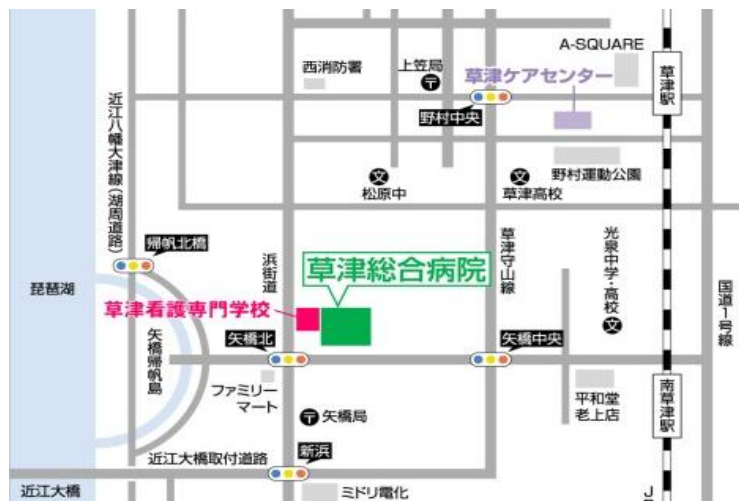 A-SQUARE
西消防署
上笠局
草津ケアセンター
草津駅
野村中央
近江八幡大津線(湖周道路)
松原中
草津高校
野村運動公園
文
文
帰帆北橋
浜街道
草津総合病院
草津守山線
光泉中学・高校
文
国道1号線
琵琶湖
草津看護専門学校
矢橋帰帆島
矢橋北
矢橋中央
ファミリー
マート
平和堂
老上店
南草津駅
矢橋局
近江大橋取付道路
新浜
近江大橋
ミドリ電化
J